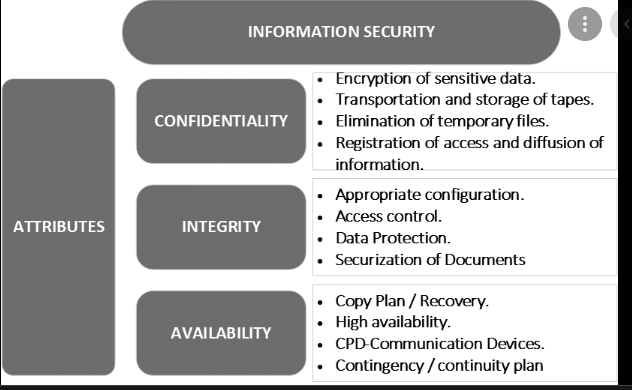 INFORMATION SECURITY
ATTRIBUTES
CONFIDENTIALITY
• Encryption of sensitive data.
• Transportation and storage of tapes.
• Elimination of temporary files.
• Registration of access and diffusion of
information.
INTEGRITY
• Appropriate configuration.
• Access control.
• Data Protection.
• Securization of Documents
AVAILABILITY
• Copy Plan / Recovery.
• High availability.
• CPD-Communication Devices.
• Contingency / continuity plan